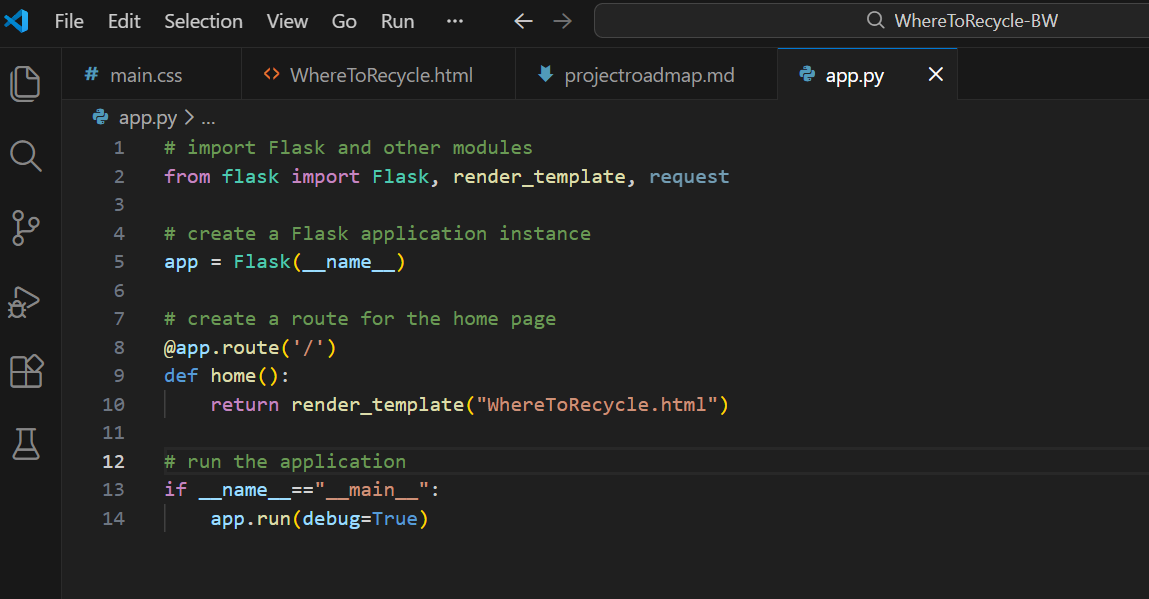 File Edit Selection View Go Run ... WhereToRecycle-BW
# main.css <> WhereToRecycle.html projectroadmap.md app.py
app.py > ...
1 # import Flask and other modules
2 from flask import Flask, render_template, request
3
4 # create a Flask application instance
5 app = Flask(__name__)
6
7 # create a route for the home page
8 @app.route('/')
9 def home():
10     return render_template("WhereToRecycle.html")
11
12 # run the application
13 if __name__=="__main__":
14     app.run(debug=True)